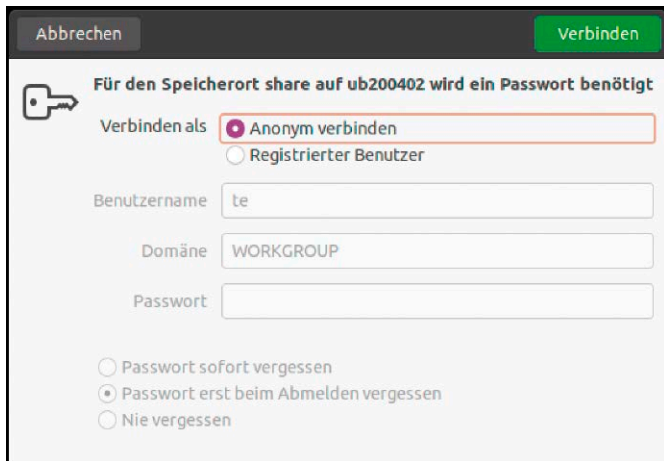 Abbrechen
Verbinden
Für den Speicherort share auf ub200402 wird ein Passwort benötigt
Verbinden als
Anonym verbinden
Registrierter Benutzer
Benutzername
te
Domäne
WORKGROUP
Passwort
Passwort sofort vergessen
Passwort erst beim Abmelden vergessen
Nie vergessen